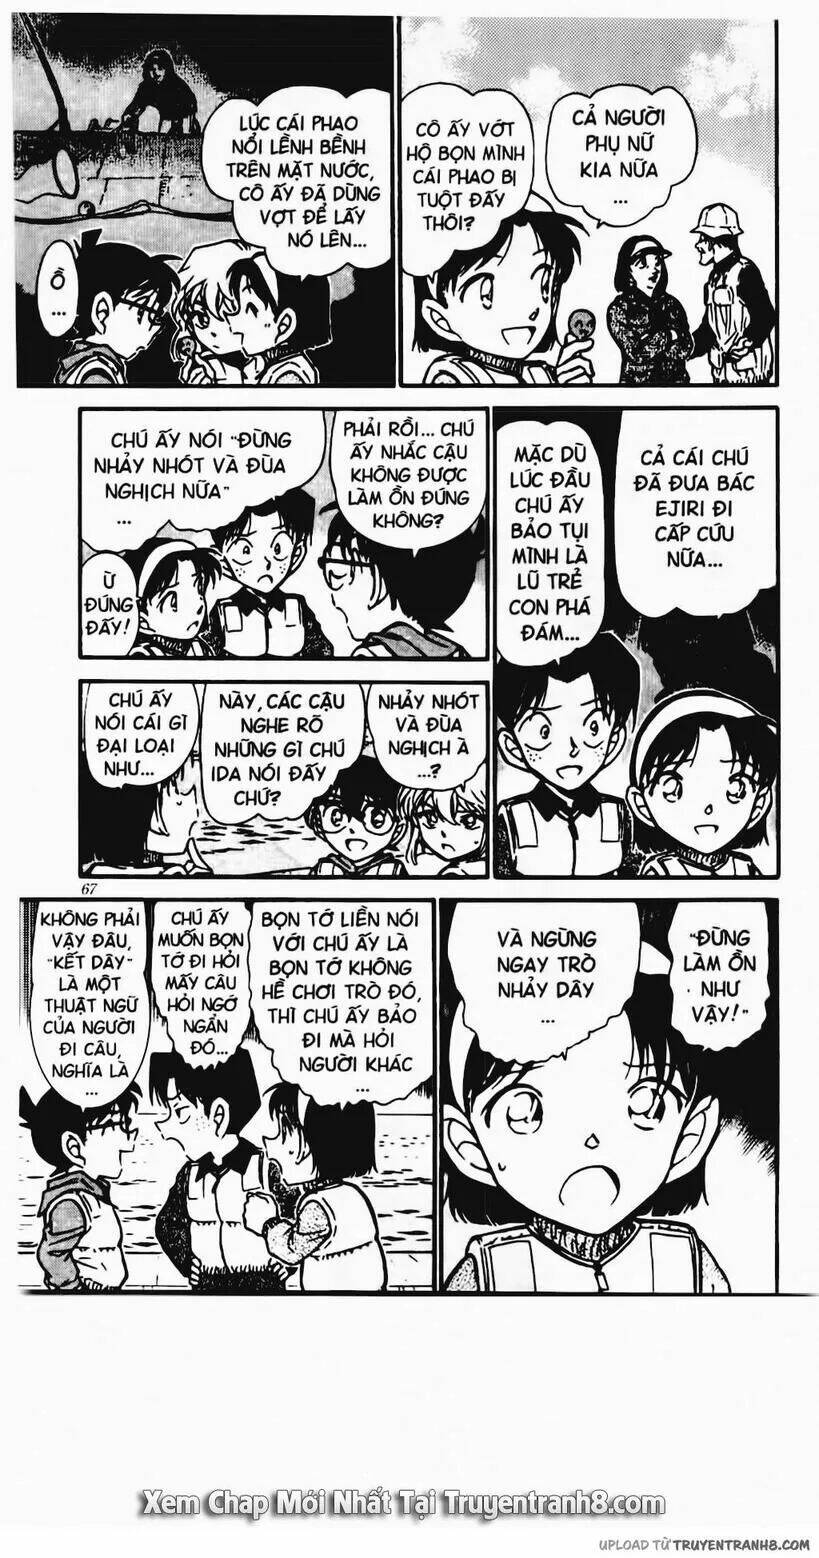 CẢ NGƯỜI
PHỤ NỮ
KIA NỮA
...
CÔ ẤY VỚT
HỘ BỌN MÌNH
CÁI PHAO BỊ
TUỘT ĐẤY
THÔI?
LÚC CÁI PHAO
NỔI LỀNH BỀNH
TRÊN MẶT NƯỚC,
CÔ ẤY ĐÃ DÙNG
VỢT ĐỂ LẤY
NÓ LÊN...
Ồ
...
CẢ CÁI CHÚ
ĐÃ ĐƯA BÁC
EJIRI ĐI
CẤP CỨU
NỮA...
MẶC DÙ
LÚC ĐẦU
CHÚ ẤY
BẢO TỤI
MÌNH LÀ
LŨ TRẺ
CON PHÁ
ĐÁM...
PHẢI RỒI... CHÚ
ẤY NHẮC CẬU
KHÔNG ĐƯỢC
LÀM ỒN ĐÚNG
KHÔNG?
CHÚ ẤY NÓI "ĐỪNG
NHẢY NHÓT VÀ ĐÙA
NGHỊCH NỮA"
...
Ừ
ĐÚNG
ĐẤY!
NHẢY NHÓT
VÀ ĐÙA
NGHỊCH À
...?
NÀY, CÁC CẬU
NGHE RÕ
NHỮNG GÌ CHÚ
IDA NÓI ĐẤY
CHỨ?
CHÚ ẤY
NÓI CÁI GÌ
ĐẠI LOẠI
NHƯ...
67
"ĐỪNG
LÀM ỒN
NHƯ
VẬY!"
VÀ NGỪNG
NGAY TRÒ
NHẢY DÂY
...
BỌN TỚ LIỀN NÓI
VỚI CHÚ ẤY LÀ
BỌN TỚ KHÔNG
HỀ CHƠI TRÒ ĐÓ,
THÌ CHÚ ẤY BẢO
ĐI MÀ HỎI
NGƯỜI KHÁC
...
CHÚ ẤY
MUỐN BỌN
TỚ ĐI HỎI
MẤY CÂU
HỎI NGỚ
NGẨN
ĐÓ...
KHÔNG PHẢI
VẬY ĐÂU,
"KẾT DÂY"
LÀ MỘT
THUẬT NGỮ
CỦA NGƯỜI
ĐI CÂU,
NGHĨA LÀ
...
Xem Chap Mới Nhất Tại Truyentranh8.com
UPLOAD TỪ TRUYENTRANH8.COM